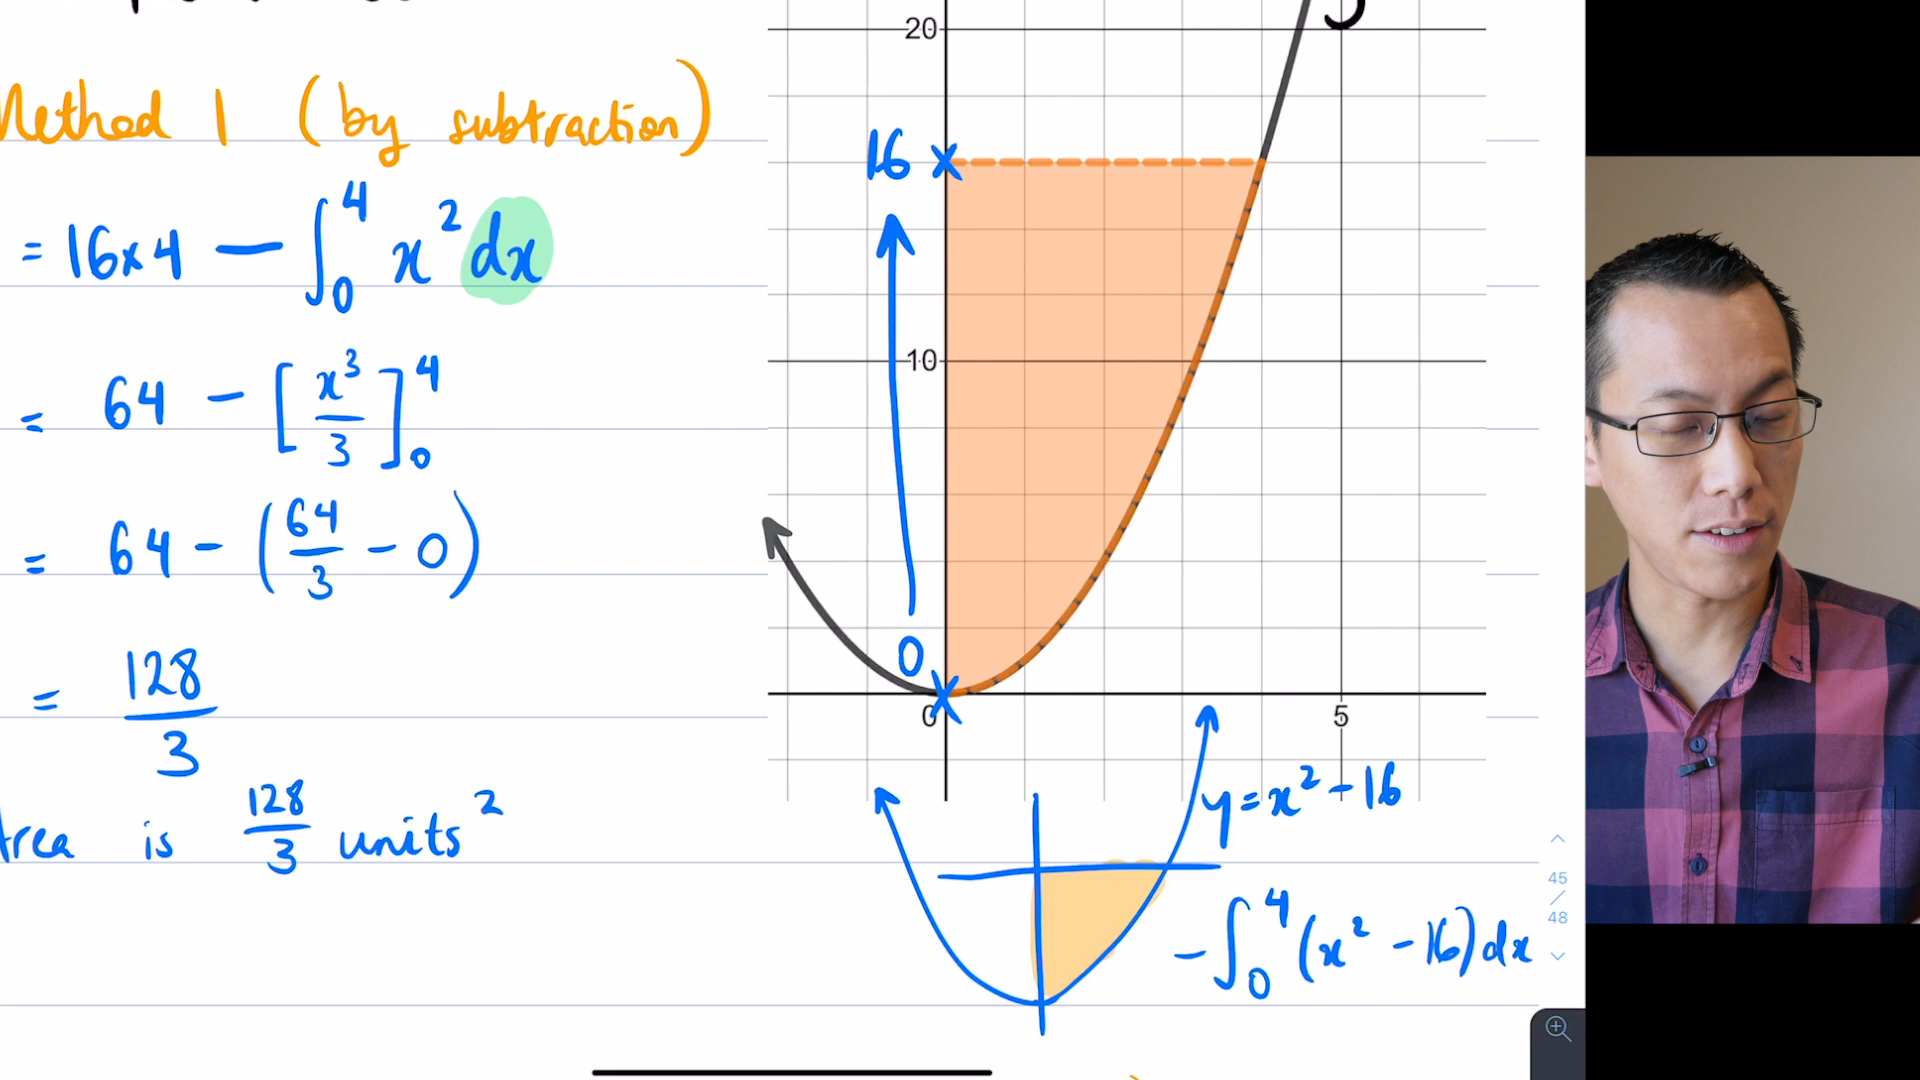 Method 1 (by subtraction)
= 16×4 − ∫₀⁴ x² dx
= 64 − [x³/3]₀⁴
= 64 − (64/3 − 0)
= 128/3
Area is 128/3 units²
20
16
10
0
0
5
y = x² − 16
− ∫₀⁴ (x² − 16) dx
45
/
48